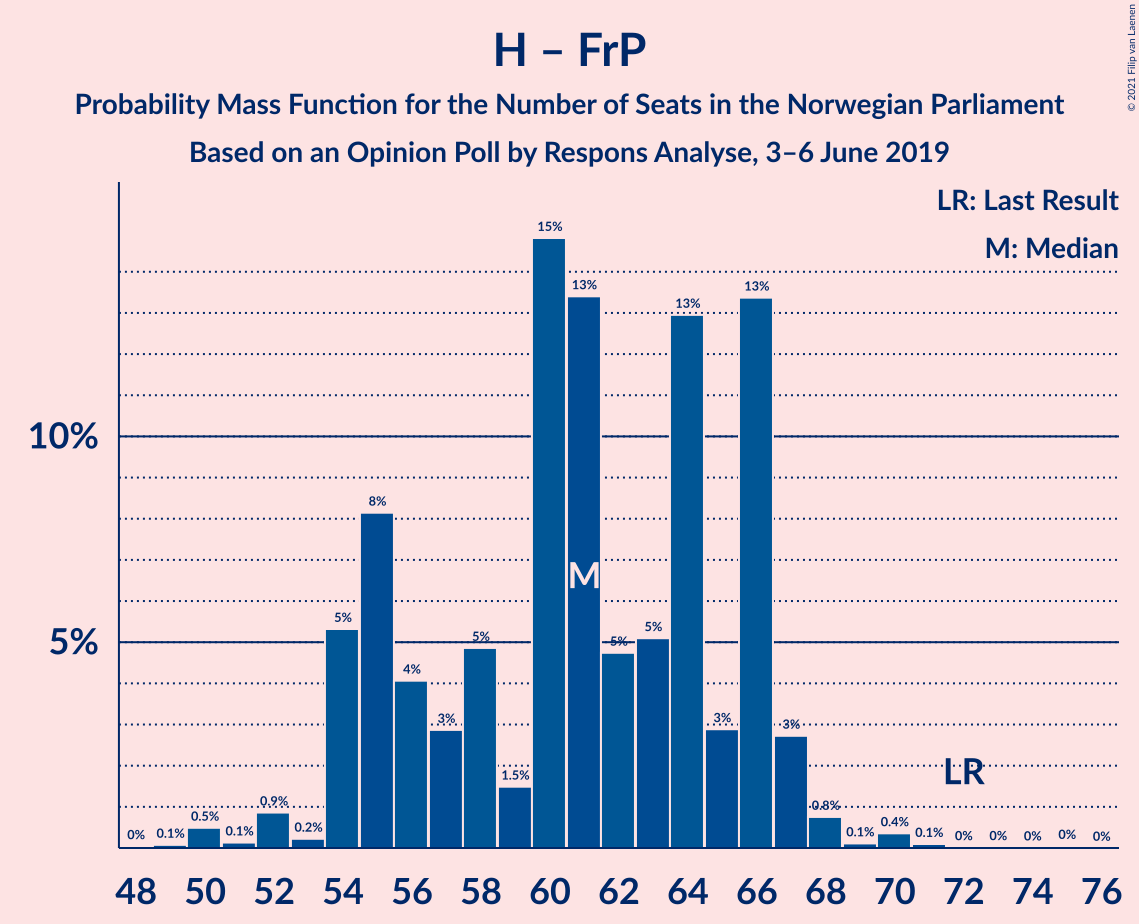 H – FrP
Probability Mass Function for the Number of Seats in the Norwegian Parliament
Based on an Opinion Poll by Respons Analyse, 3–6 June 2019
© 2021 Filip van Laenen
LR: Last Result
M: Median
10%
5%
0% 0.1% 0.5% 0.1% 0.9% 0.2% 5% 8% 4% 3% 5% 1.5% 15% 13% 5% 5% 13% 3% 13% 3% 0.8% 0.1% 0.4% 0.1% 0% 0% 0% 0% 0%
M
LR
48 50 52 54 56 58 60 62 64 66 68 70 72 74 76